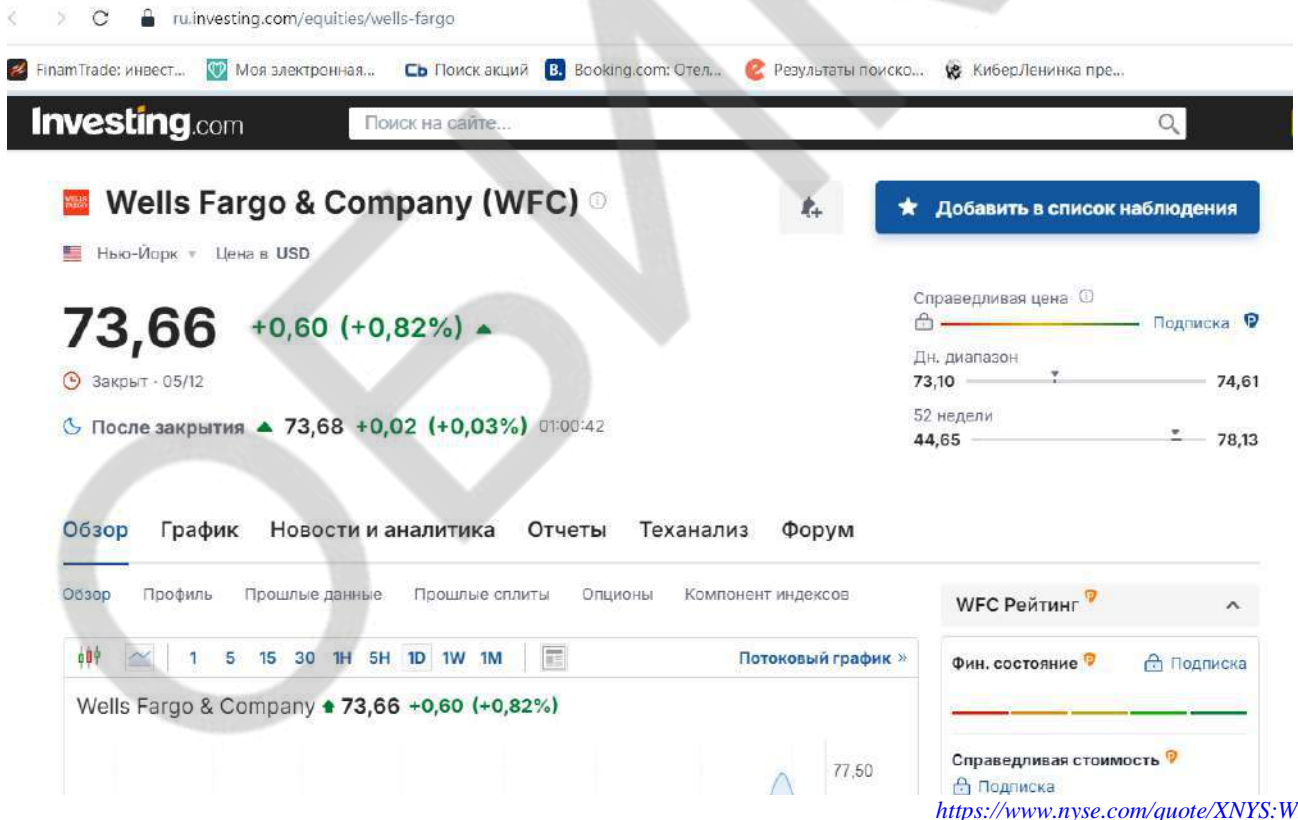 ru.investing.com/equities/wells-fargo
FinamTrade: инвест... Моя электронная... Сь Поиск акций B. Booking.com: Отел... Результаты поиско... КиберЛенинка пре...
Investing.com Поиск на сайте...
WELLS FARGO Wells Fargo & Company (WFC)
Добавить в список наблюдения
Нью-Йорк Цена в USD
73,66 +0,60 (+0,82%)
Справедливая цена
Подписка
Закрыт · 05/12
Дн. диапазон
73,10 74,61
После закрытия 73,68 +0,02 (+0,03%) 01:00:42
52 недели
44,65 78,13
Обзор График Новости и аналитика Отчеты Теханализ Форум
Обзор Профиль Прошлые данные Прошлые сплиты Опционы Компонент индексов
WFC Рейтинг
1 5 15 30 1H 5H 1D 1W 1M Потоковый график »
Фин. состояние Подписка
Wells Fargo & Company 73,66 +0,60 (+0,82%)
77,50
Справедливая стоимость
Подписка
https://www.nyse.com/quote/XNYS:W